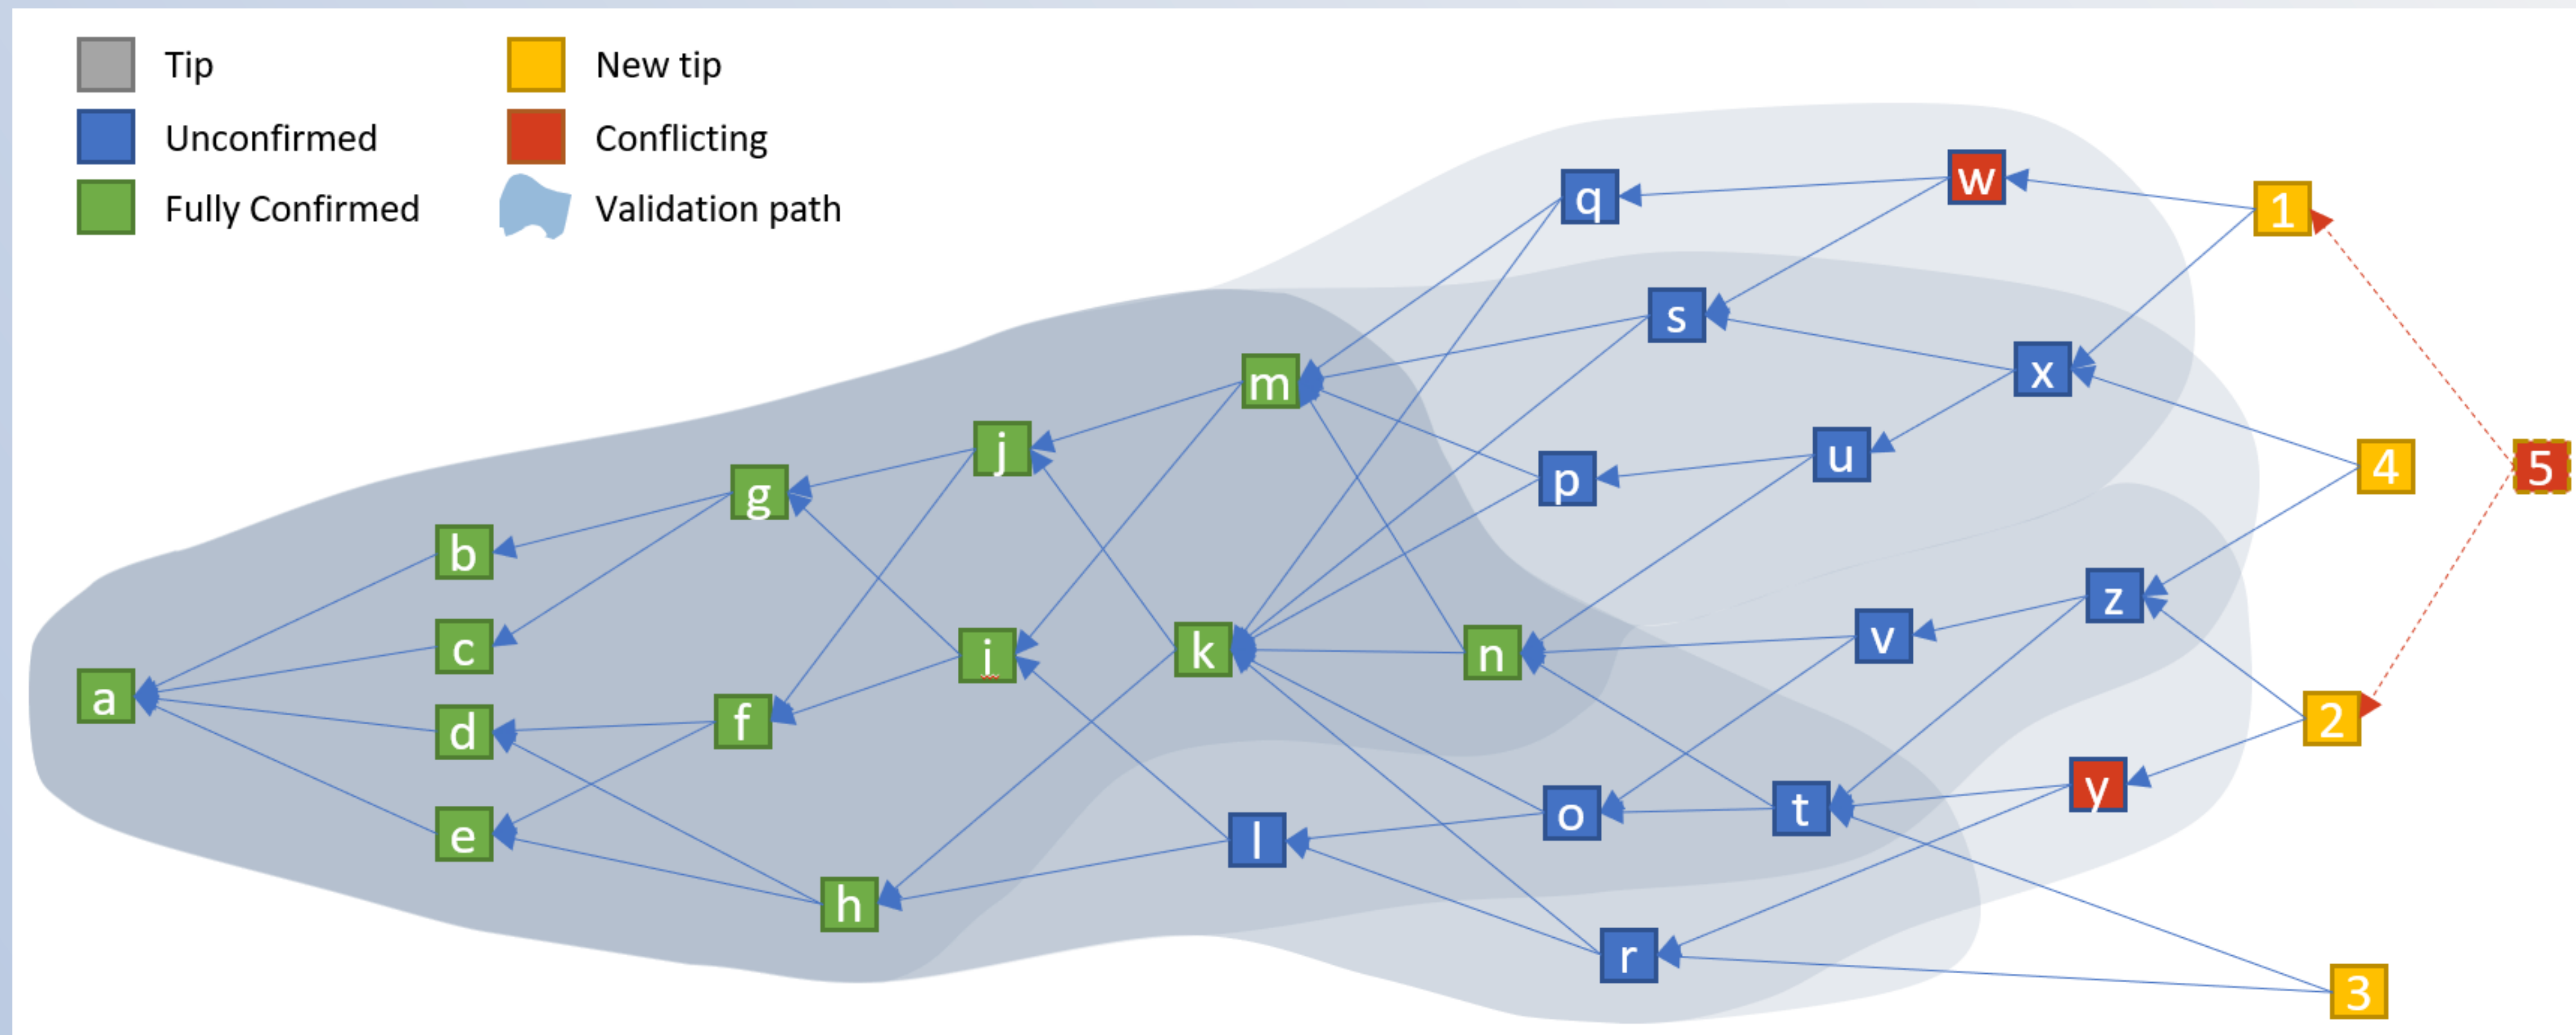 Tip
New tip
Unconfirmed
Conflicting
Fully Confirmed
Validation path
q
w
1
s
x
m
j
u
4
5
p
g
b
z
c
i
k
n
v
a
d
f
2
e
l
o
t
y
h
r
3